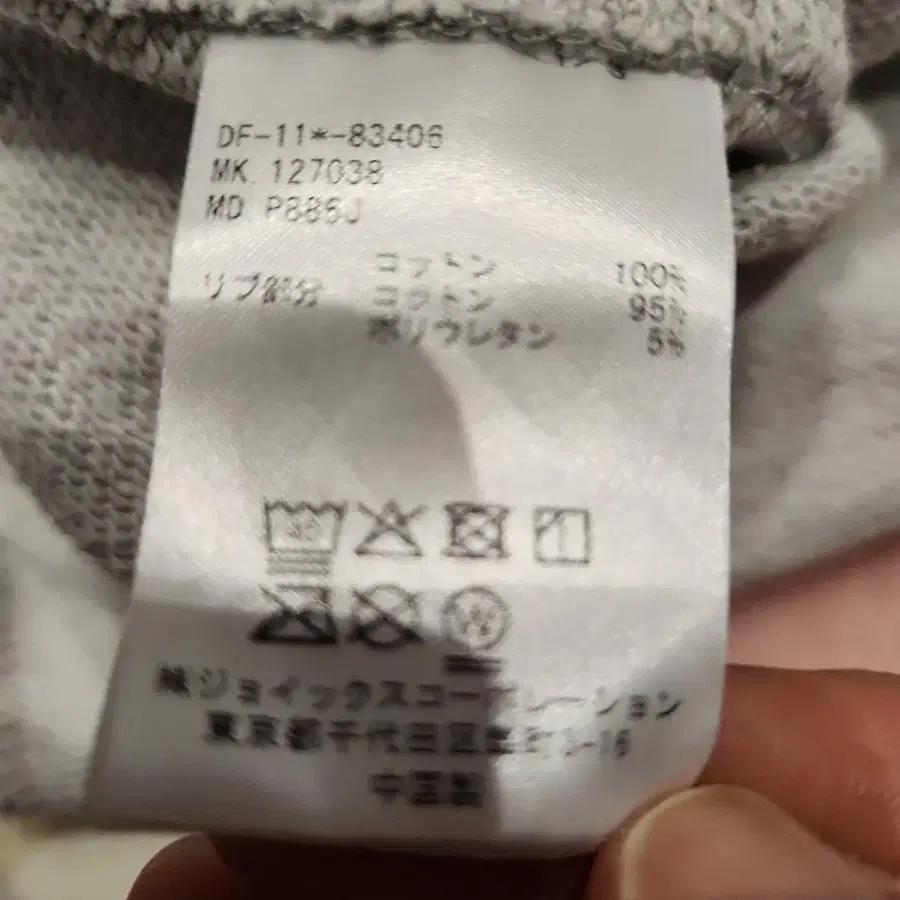 DF-11*-83406
MK. 127038
MD P886J
コットン 100%
リブ部分 コットン 95%
ポリウレタン 5%
㈱ジョイックスコーポレーション
東京都千代田区 3-16
中国製